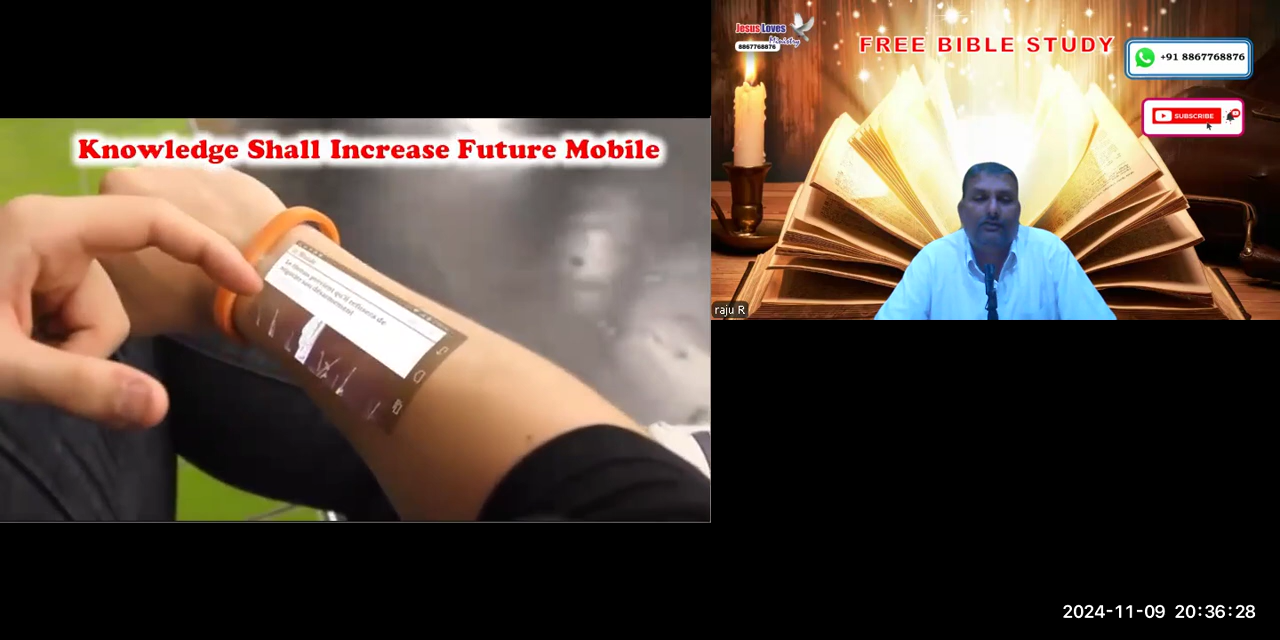 Knowledge Shall Increase Future Mobile
Jesus Loves
Ministry
8867768876
FREE BIBLE STUDY
+91 8867768876
SUBSCRIBE
raju R
2024-11-09 20:36:28